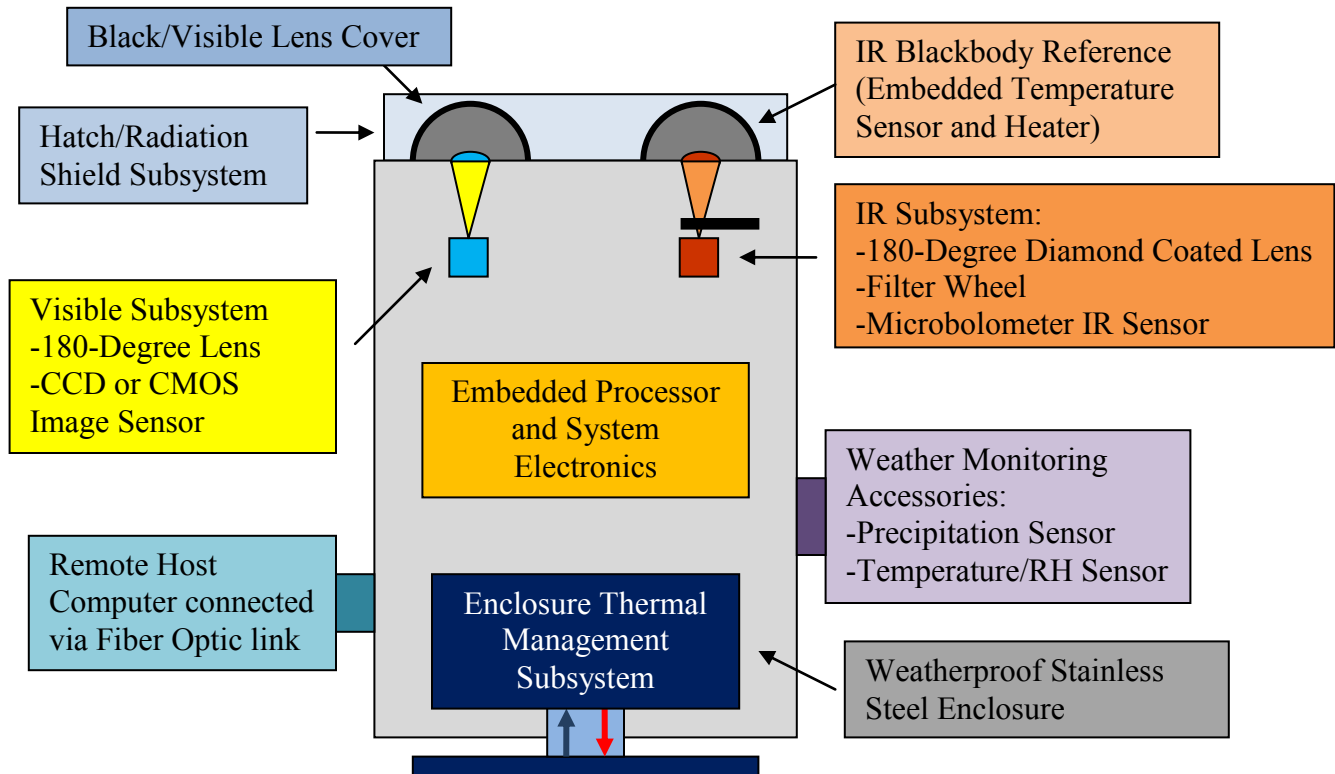 Black/Visible Lens Cover
IR Blackbody Reference
(Embedded Temperature
Sensor and Heater)
Hatch/Radiation
Shield Subsystem
IR Subsystem:
-180-Degree Diamond Coated Lens
-Filter Wheel
-Microbolometer IR Sensor
Visible Subsystem
-180-Degree Lens
-CCD or CMOS
Image Sensor
Embedded Processor
and System
Electronics
Weather Monitoring
Accessories:
-Precipitation Sensor
-Temperature/RH Sensor
Remote Host
Computer connected
via Fiber Optic link
Enclosure Thermal
Management
Subsystem
Weatherproof Stainless
Steel Enclosure